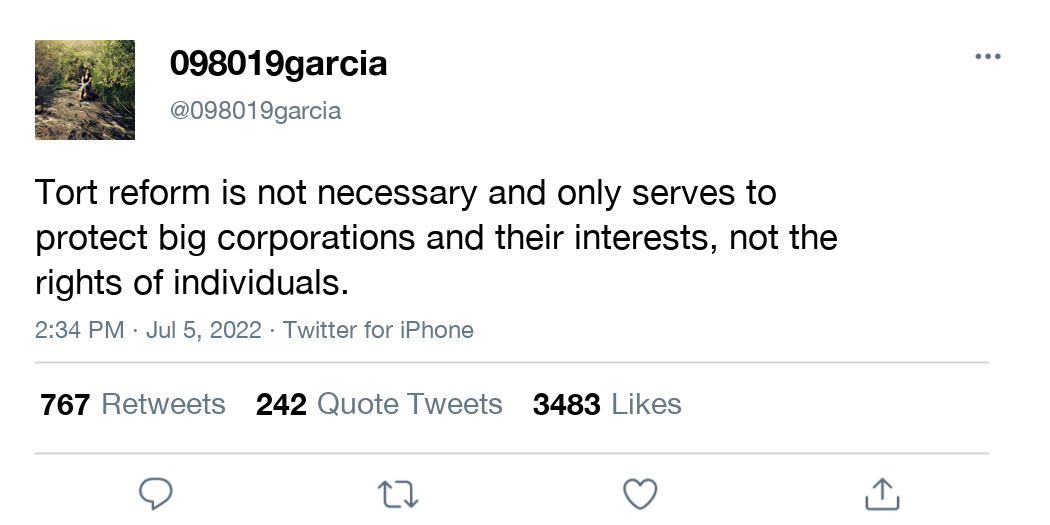 098019garcia
@098019garcia
Tort reform is not necessary and only serves to
protect big corporations and their interests, not the
rights of individuals.
2:34 PM · Jul 5, 2022 · Twitter for iPhone
767 Retweets 242 Quote Tweets 3483 Likes